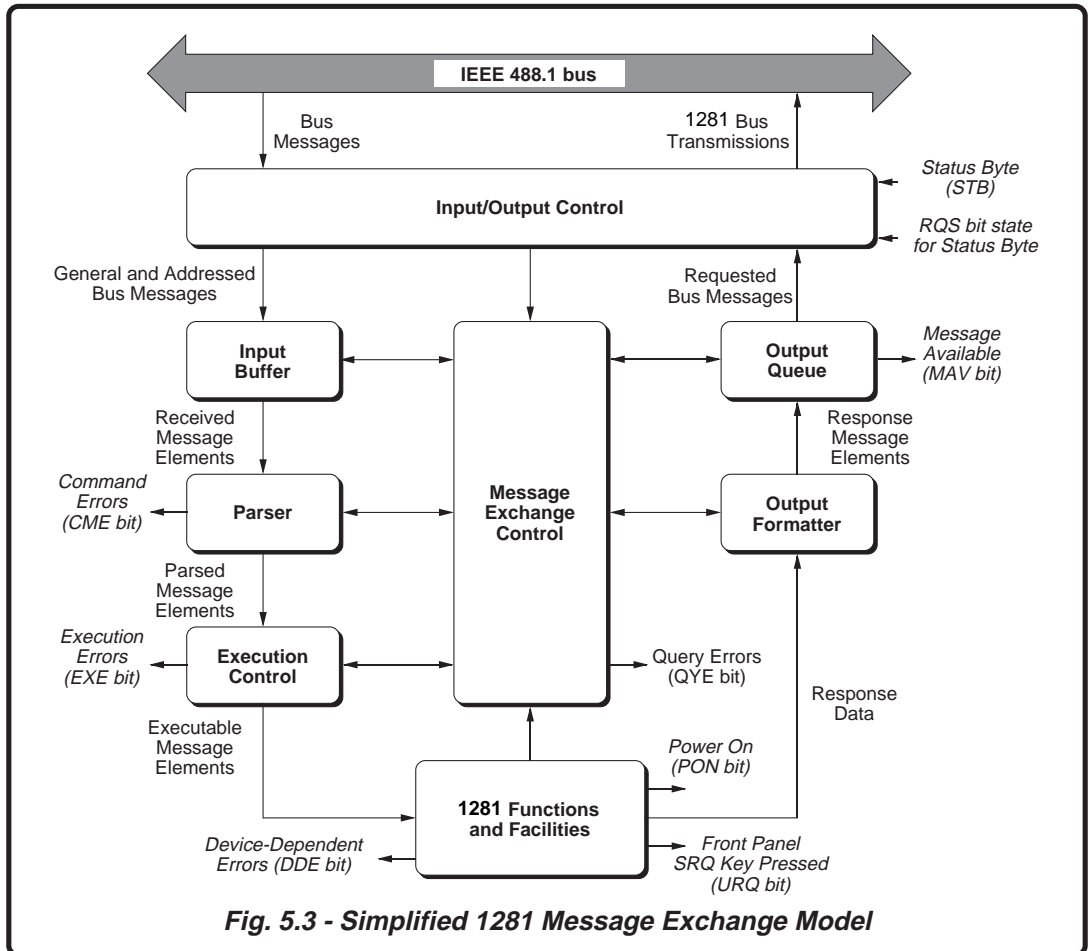 IEEE 488.1 bus
Bus
Messages
1281 Bus
Transmissions
Status Byte
(STB)
Input/Output Control
RQS bit state
for Status Byte
General and Addressed
Bus Messages
Requested
Bus Messages
Input
Buffer
Output
Queue
Message
Available
(MAV bit)
Received
Message
Elements
Response
Message
Elements
Command
Errors
(CME bit)
Parser
Message
Exchange
Control
Output
Formatter
Parsed
Message
Elements
Execution
Errors
(EXE bit)
Execution
Control
Query Errors
(QYE bit)
Response
Data
Executable
Message
Elements
Power On
(PON bit)
1281 Functions
and Facilities
Device-Dependent
Errors (DDE bit)
Front Panel
SRQ Key Pressed
(URQ bit)
Fig. 5.3 - Simplified 1281 Message Exchange Model